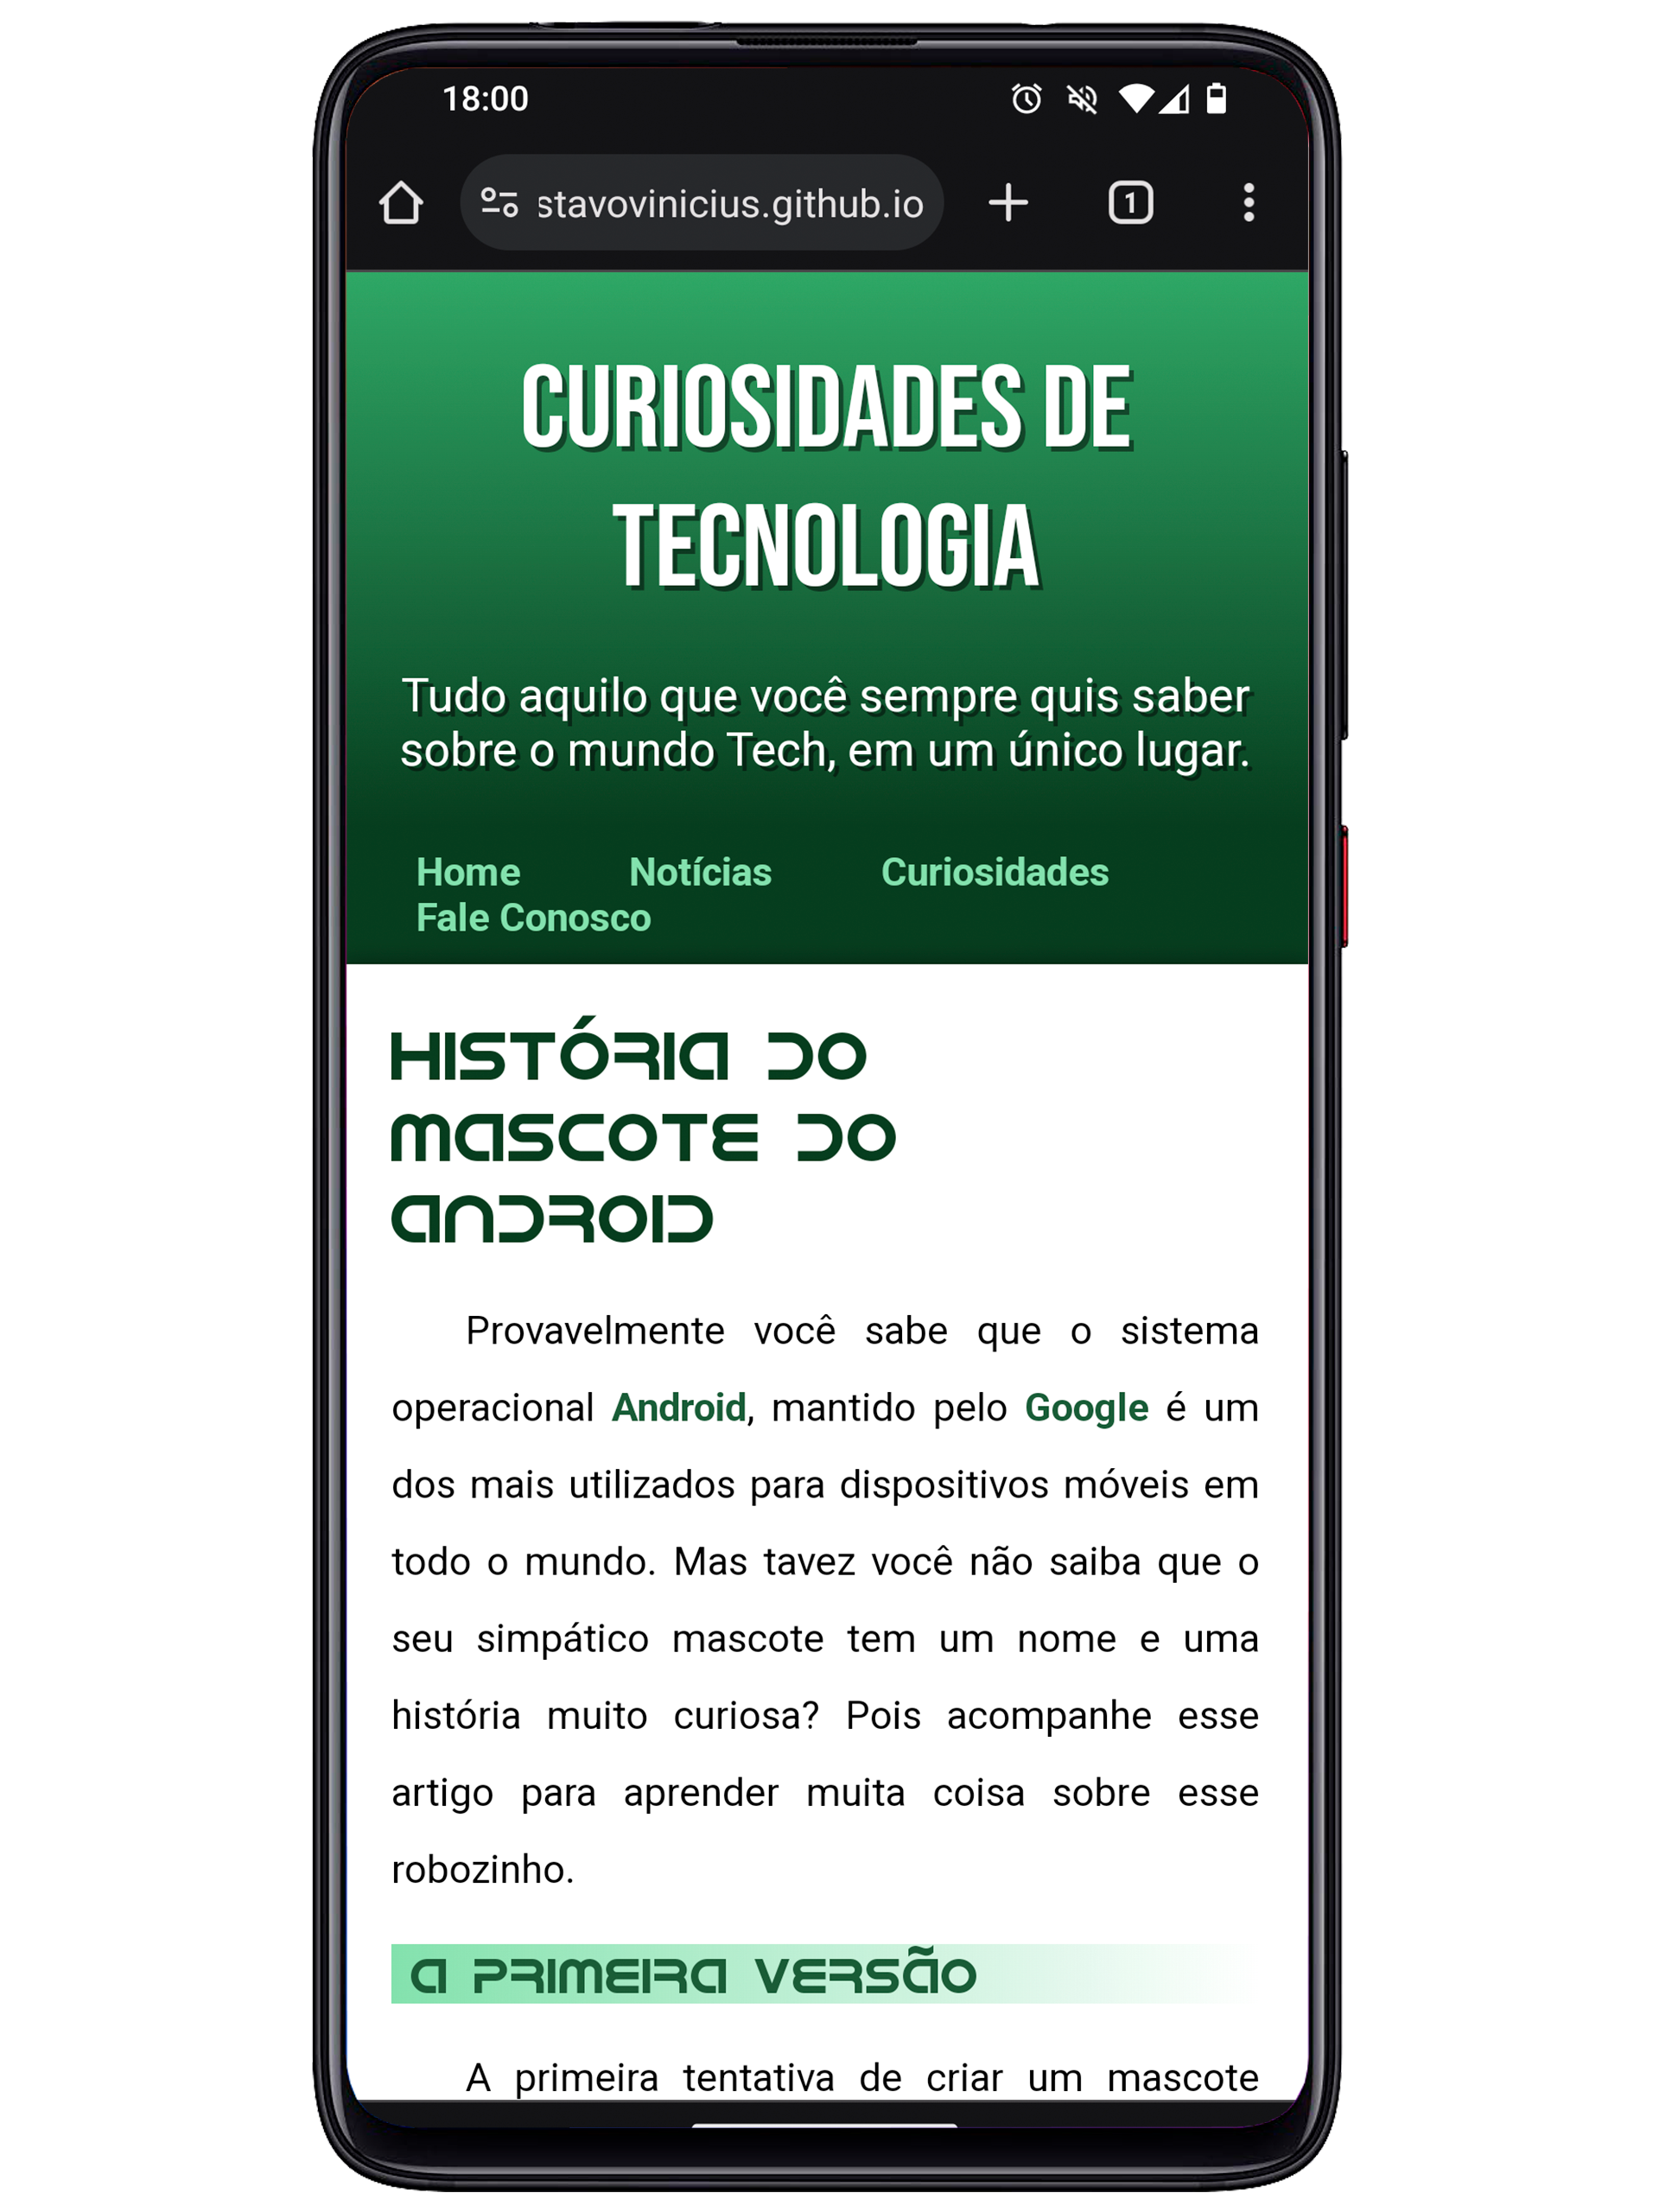 18:00
stavovinicius.github.io
1
CURIOSIDADES DE
TECNOLOGIA
Tudo aquilo que você sempre quis saber
sobre o mundo Tech, em um único lugar.
Home Notícias Curiosidades
Fale Conosco
HISTÓRIA DO
MASCOTE DO
ANDROID
Provavelmente você sabe que o sistema
operacional Android, mantido pelo Google é um
dos mais utilizados para dispositivos móveis em
todo o mundo. Mas tavez você não saiba que o
seu simpático mascote tem um nome e uma
história muito curiosa? Pois acompanhe esse
artigo para aprender muita coisa sobre esse
robozinho.
A PRIMEIRA VERSÃO
A primeira tentativa de criar um mascote